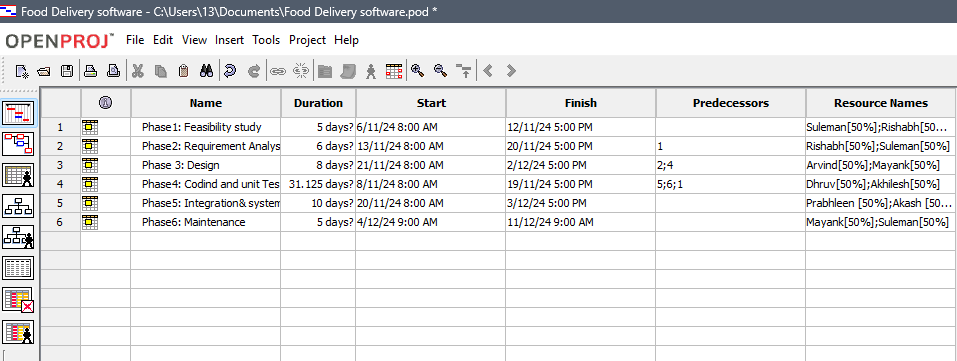 Food Delivery software - C:\Users\13\Documents\Food Delivery software.pod *
OPENPROJ™ File Edit View Insert Tools Project Help
Name Duration Start Finish Predecessors Resource Names
1 Phase1: Feasibility study 5 days? 6/11/24 8:00 AM 12/11/24 5:00 PM Suleman[50%];Rishabh[50...
2 Phase2: Requirement Analys 6 days? 13/11/24 8:00 AM 20/11/24 5:00 PM 1 Rishabh[50%];Suleman[50%]
3 Phase 3: Design 8 days? 21/11/24 8:00 AM 2/12/24 5:00 PM 2;4 Arvind[50%];Mayank[50%]
4 Phase4: Codind and unit Tes 31.125 days? 8/11/24 8:00 AM 19/11/24 5:00 PM 5;6;1 Dhruv[50%];Akhilesh[50%]
5 Phase5: Integration& system 10 days? 20/11/24 8:00 AM 3/12/24 5:00 PM Prabhleen [50%];Akash [50...
6 Phase6: Maintenance 5 days? 4/12/24 9:00 AM 11/12/24 9:00 AM Mayank[50%];Suleman[50%]